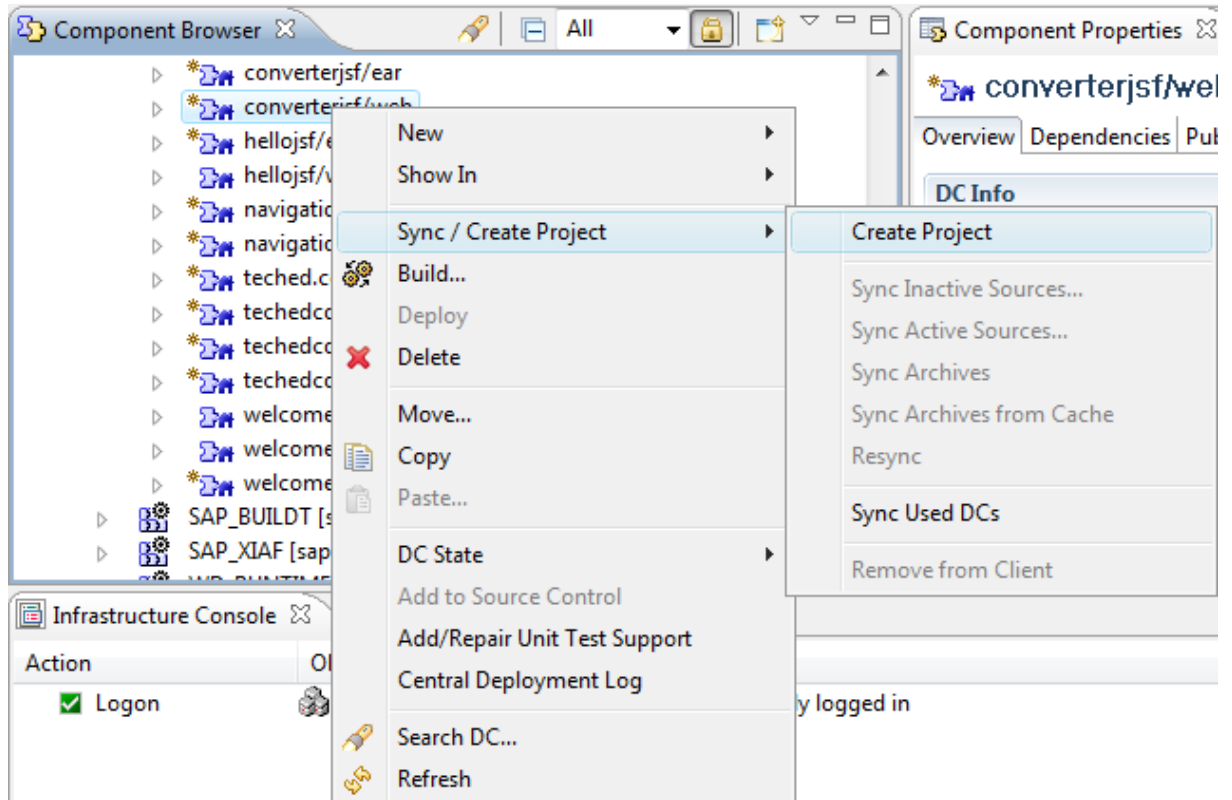 Component Browser
All
Component Properties
converterjsf/ear
converterjsf/web
hellojsf/
hellojsf/
navigatio
navigatio
teched.c
techedco
techedco
techedco
welcome
welcome
welcome
SAP_BUILDT [s
SAP_XIAF [sap
converterjsf/we
Overview Dependencies Pub
DC Info
New
Show In
Sync / Create Project
Build...
Deploy
Delete
Move...
Copy
Paste...
DC State
Add to Source Control
Add/Repair Unit Test Support
Central Deployment Log
Search DC...
Refresh
Create Project
Sync Inactive Sources...
Sync Active Sources...
Sync Archives
Sync Archives from Cache
Resync
Sync Used DCs
Remove from Client
Infrastructure Console
Action
Logon
y logged in